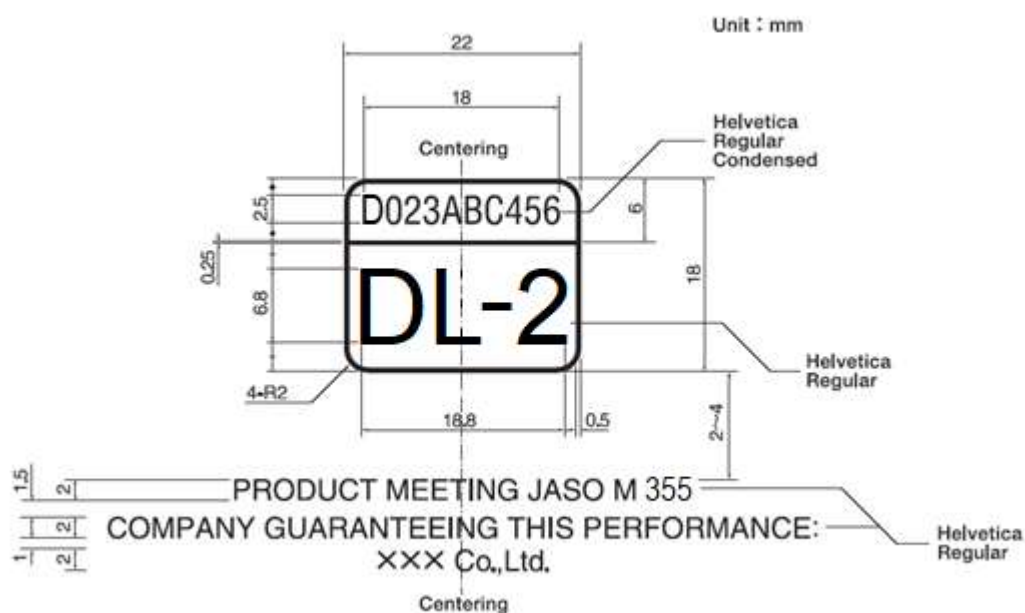 Unit : mm
22
18
Centering
Helvetica
Regular
Condensed
2.5
D023ABC456
6
0.25
18
6.8
DL-2
Helvetica
Regular
4-R2
18.8
0.5
2~4
1.5
2
PRODUCT MEETING JASO M 355
2
COMPANY GUARANTEEING THIS PERFORMANCE:
Helvetica
Regular
1
2
××× Co.,Ltd.
Centering